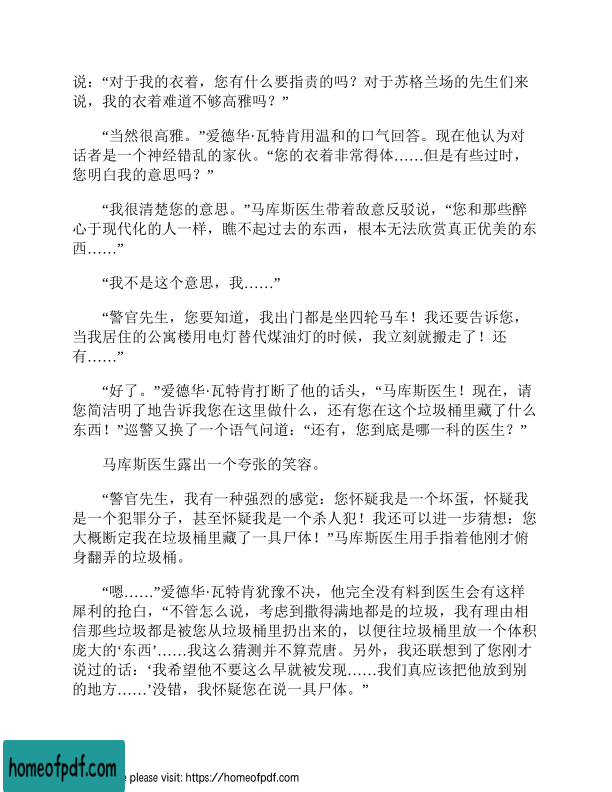 说：“对于我的衣着，您有什么要指责的吗？对于苏格兰场的先生们来
说，我的衣着难道不够高雅吗？”
“当然很高雅。”爱德华·瓦特肯用温和的口气回答。现在他认为对
话者是一个神经错乱的家伙。“您的衣着非常得体……但是有些过时，
您明白我的意思吗？”
“我很清楚您的意思。”马库斯医生带着敌意反驳说，“您和那些醉
心于现代化的人一样，瞧不起过去的东西，根本无法欣赏真正优美的东
西……”
“我不是这个意思，我……”
“警官先生，您要知道，我出门都是坐四轮马车！我还要告诉您，
当我居住的公寓楼用电灯替代煤油灯的时候，我立刻就搬走了！还
有……”
“好了。”爱德华·瓦特肯打断了他的话头，“马库斯医生！现在，请
您简洁明了地告诉我您在这里做什么，还有您在这个垃圾桶里藏了什么
东西！”巡警又换了一个语气问道：“还有，您到底是哪一科的医生？”
马库斯医生露出一个夸张的笑容。
“警官先生，我有一种强烈的感觉：您怀疑我是一个坏蛋，怀疑我
是一个犯罪分子，甚至怀疑我是一个杀人犯！我还可以进一步猜想：您
大概断定我在垃圾桶里藏了一具尸体！”马库斯医生用手指着他刚才俯
身翻弄的垃圾桶。
“嗯……”爱德华·瓦特肯犹豫不决，他完全没有料到医生会有这样
犀利的抢白，“不管怎么说，考虑到撒得满地都是的垃圾，我有理由相
信那些垃圾都是被您从垃圾桶里扔出来的，以便往垃圾桶里放一个体积
庞大的‘东西’……我这么猜测并不算荒唐。另外，我还联想到了您刚才
说过的话：‘我希望他不要这么早就被发现……我们真应该把他放到别
的地方……’没错，我怀疑您在说一具尸体。”
homeofpdf.com
e please visit: https://homeofpdf.com